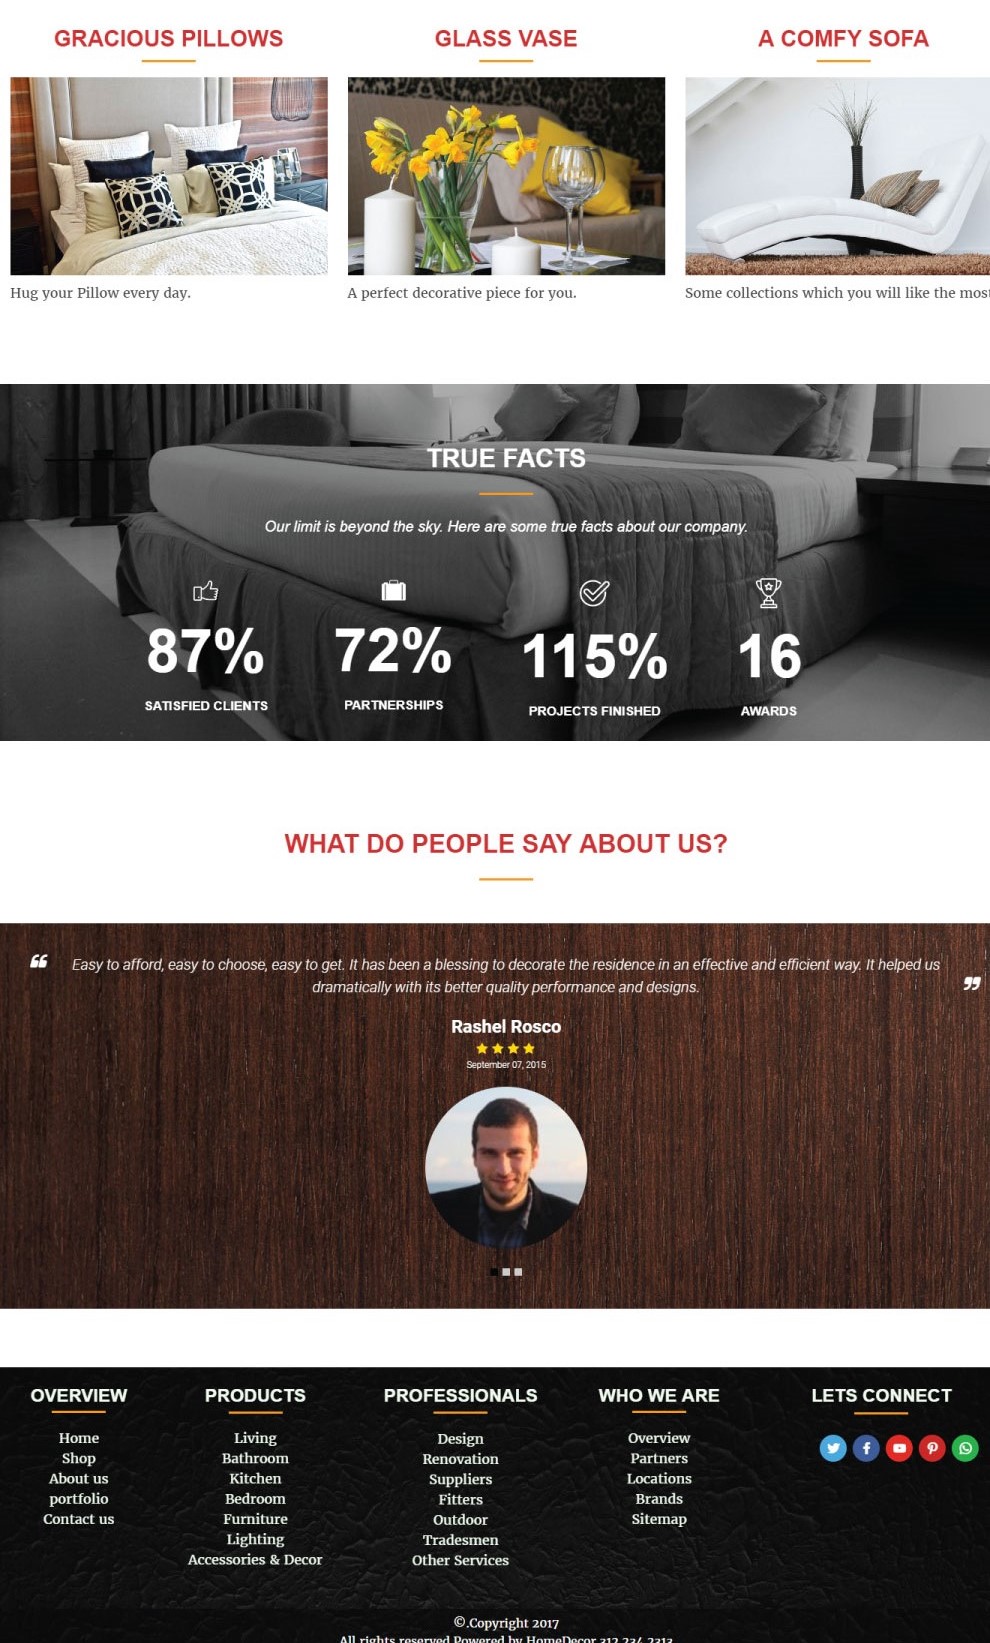 GRACIOUS PILLOWS
GLASS VASE
A COMFY SOFA
Hug your Pillow every day.
A perfect decorative piece for you.
Some collections which you will like the most
TRUE FACTS
Our limit is beyond the sky. Here are some true facts about our company.
87%
72%
115%
16
SATISFIED CLIENTS
PARTNERSHIPS
PROJECTS FINISHED
AWARDS
WHAT DO PEOPLE SAY ABOUT US?
“ Easy to afford, easy to choose, easy to get. It has been a blessing to decorate the residence in an effective and efficient way. It helped us
dramatically with its better quality performance and designs. ”
Rashel Rosco
September 07, 2015
OVERVIEW
Home
Shop
About us
portfolio
Contact us
PRODUCTS
Living
Bathroom
Kitchen
Bedroom
Furniture
Lighting
Accessories & Decor
PROFESSIONALS
Design
Renovation
Suppliers
Fitters
Outdoor
Tradesmen
Other Services
WHO WE ARE
Overview
Partners
Locations
Brands
Sitemap
LETS CONNECT
©.Copyright 2017
All rights reserved Powered by HomeDecor 312 234 2313